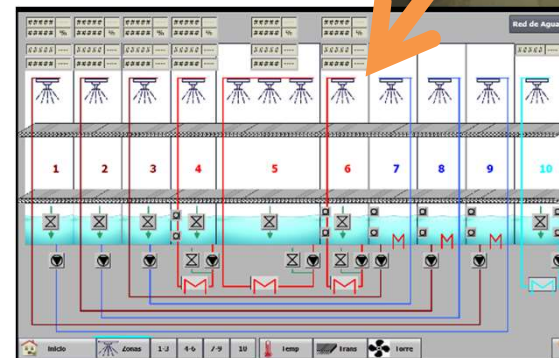 ##### ---- ##### ---- ##### ---- ##### ---- ##### ---- ##### ----
##### % ##### % ##### % ##### % ##### % ##### %
Red de Agua
##### ---- ##### ---- ##### ---- ##### ---- ##### ---- ##### ---- ##### ----
##### ---- ##### ---- ##### ---- ##### ---- ##### ---- ##### ----
1 2 3 4 5 6 7 8 9 10
Inicio Zonas 1-3 4-6 7-9 10 Temp Trans Torre